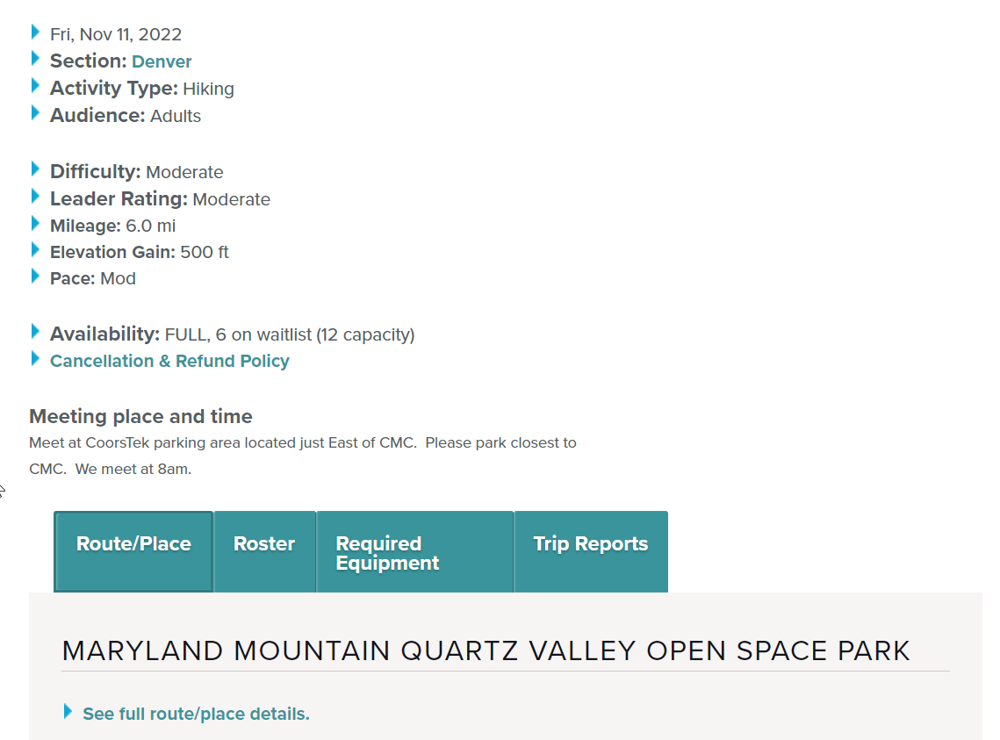 Fri, Nov 11, 2022
Section: Denver
Activity Type: Hiking
Audience: Adults
Difficulty: Moderate
Leader Rating: Moderate
Mileage: 6.0 mi
Elevation Gain: 500 ft
Pace: Mod
Availability: FULL, 6 on waitlist (12 capacity)
Cancellation & Refund Policy
Meeting place and time
Meet at CoorsTek parking area located just East of CMC.  Please park closest to
CMC.  We meet at 8am.
Route/Place
Roster
Required
Equipment
Trip Reports
MARYLAND MOUNTAIN QUARTZ VALLEY OPEN SPACE PARK
See full route/place details.